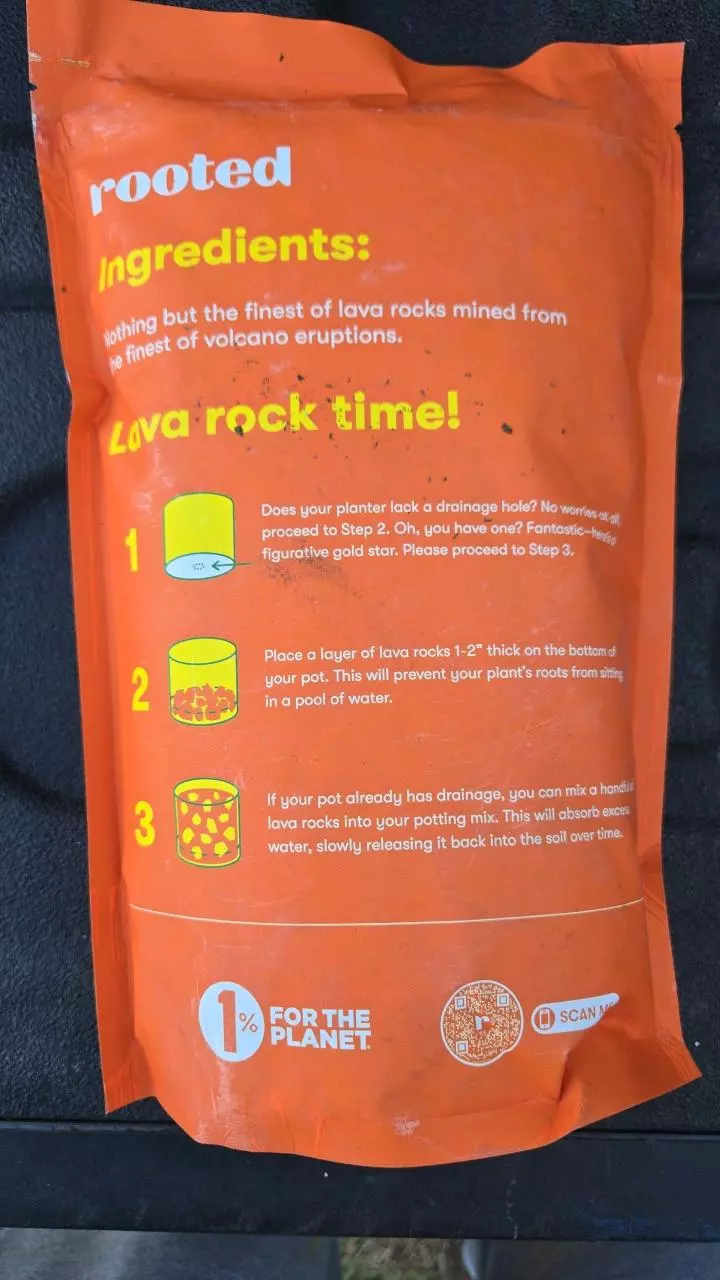 rooted
Ingredients:
Nothing but the finest of lava rocks mined from
the finest of volcano eruptions.
Lava rock time!
1
Does your planter lack a drainage hole? No worries at all,
proceed to Step 2. Oh, you have one? Fantastic—here's a
figurative gold star. Please proceed to Step 3.
2
Place a layer of lava rocks 1-2" thick on the bottom of
your pot. This will prevent your plant's roots from sitting
in a pool of water.
3
If your pot already has drainage, you can mix a handful
lava rocks into your potting mix. This will absorb excess
water, slowly releasing it back into the soil over time.
1%
FOR THE
PLANET
r
SCAN ME